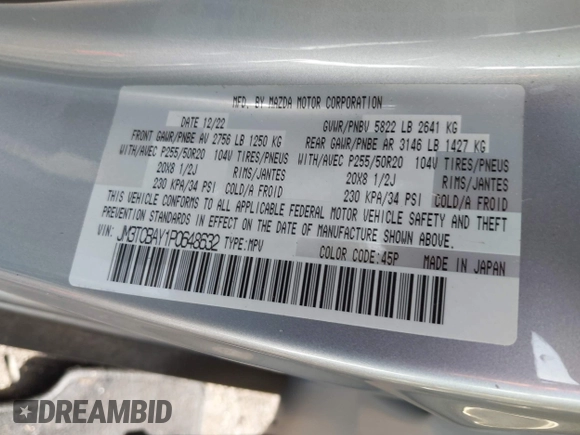 MFD. BY MAZDA MOTOR CORPORATION
DATE 12/22 GVWR/PNBV 5822 LB 2641 KG
FRONT GAWR/PNBE AV 2756 LB 1250 KG REAR GAWR/PNBE AR 3146 LB 1427 KG
WITH/AVEC P255/50R20 104V TIRES/PNEUS WITH/AVEC P255/50R20 104V TIRES/PNEUS
20X8 1/2J RIMS/JANTES 20X8 1/2J RIMS/JANTES
230 KPA/34 PSI COLD/A FROID 230 KPA/34 PSI COLD/A FROID
THIS VEHICLE CONFORMS TO ALL APPLICABLE FEDERAL MOTOR VEHICLE SAFETY AND THEFT
PREVENTION STANDARDS IN EFFECT ON THE DATE OF MANUFACTURE SHOWN ABOVE.
VIN: JM3TCBAY1P0648632 TYPE:MPV COLOR CODE:45P MADE IN JAPAN
DREAMBID